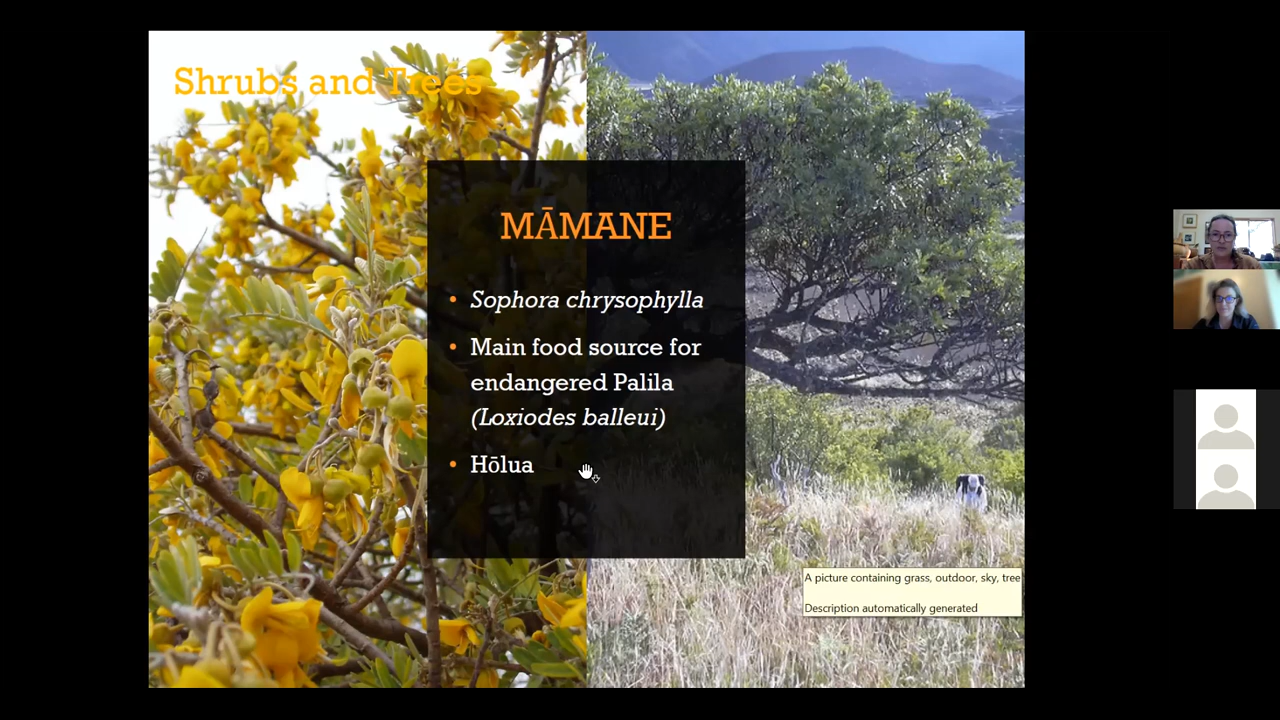 Shrubs and Trees
MĀMANE
• Sophora chrysophylla
• Main food source for
endangered Palila
(Loxiodes balleui)
• Hōlua
A picture containing grass, outdoor, sky, tree
Description automatically generated